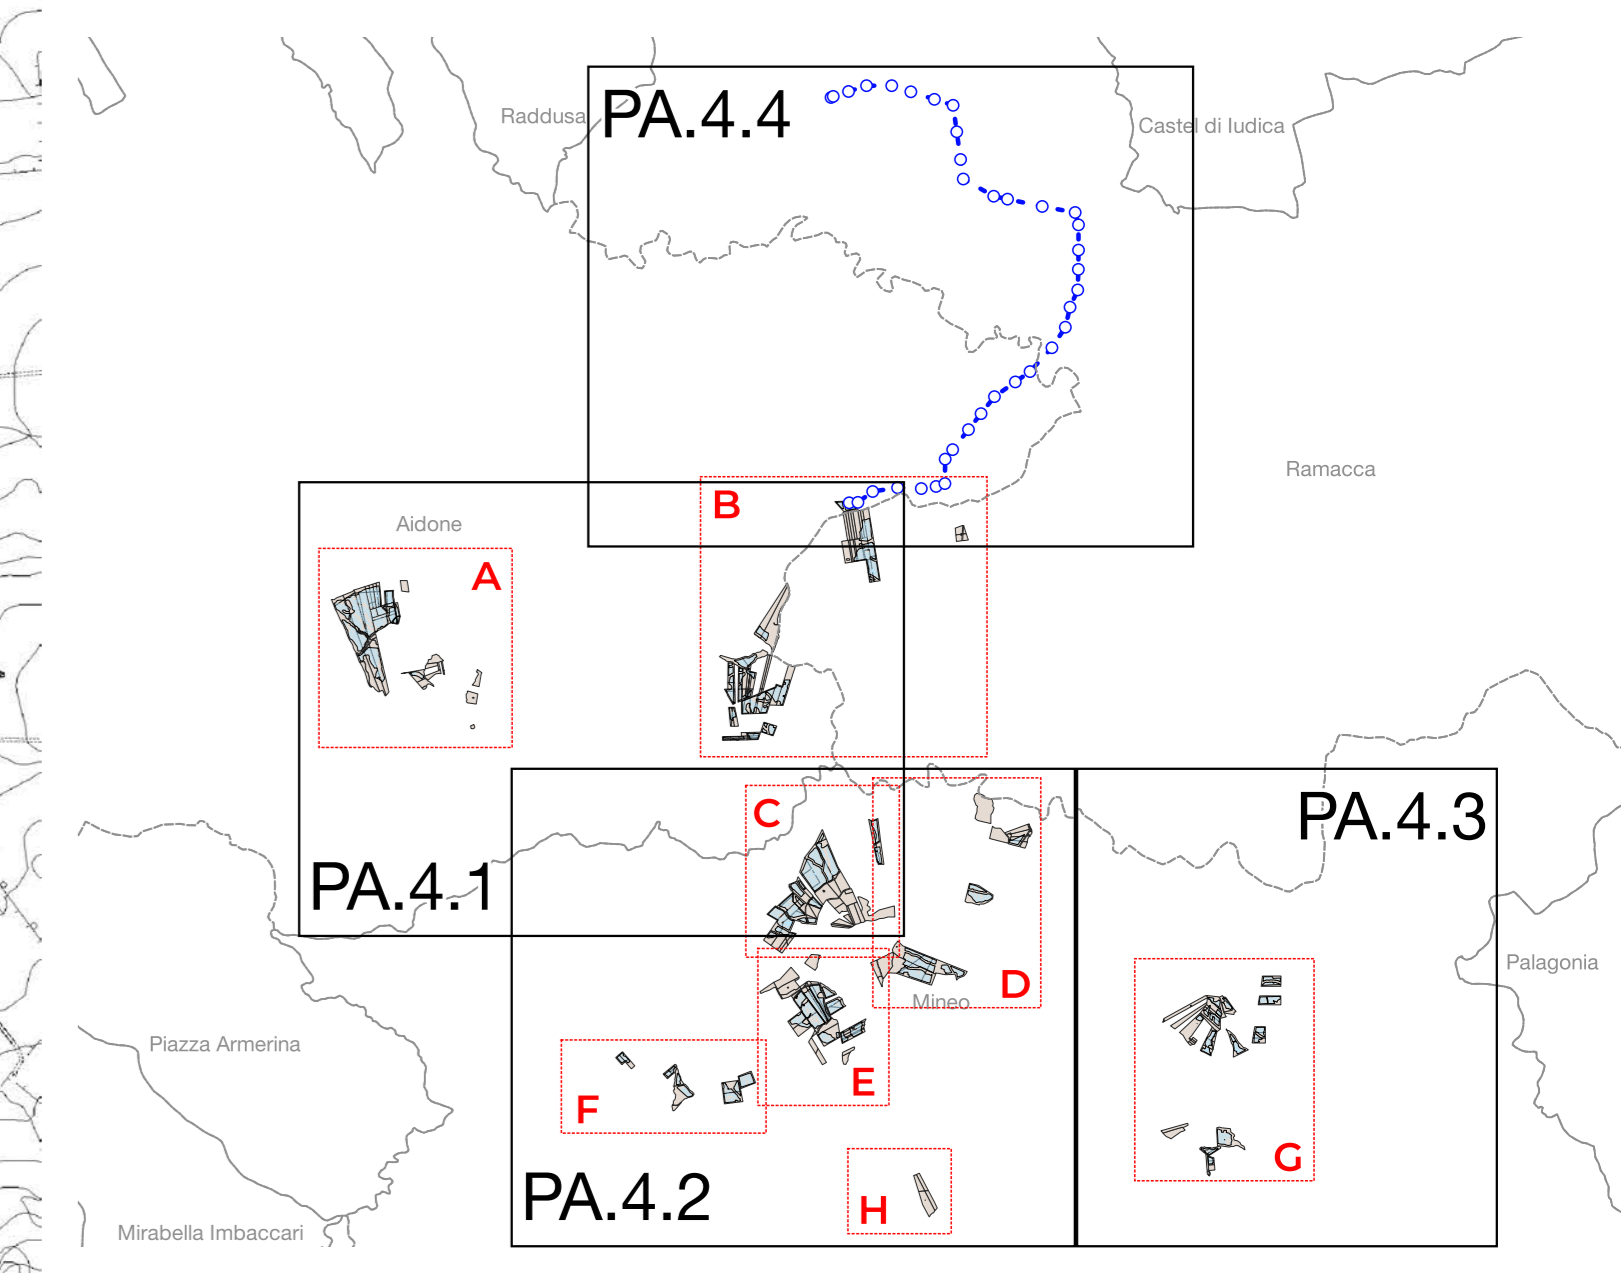 Raddusa
PA.4.4
Castel di Iudica
Ramacca
B
Aidone
A
C
PA.4.3
PA.4.1
Palagonia
D
Mineo
Piazza Armerina
E
F
G
PA.4.2
H
Mirabella Imbaccari